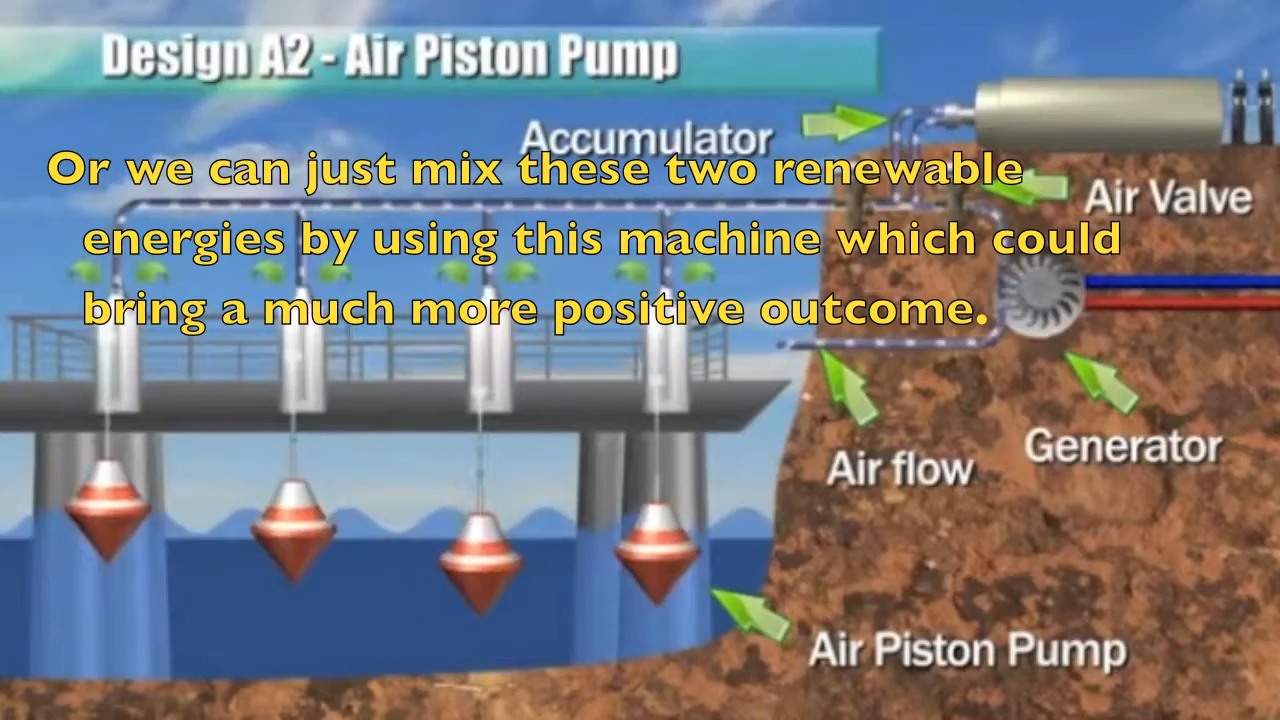 Design A2 - Air Piston Pump
Accumulator
Or we can just mix these two renewable
energies by using this machine which could
bring a much more positive outcome.
Air Valve
Generator
Air flow
Air Piston Pump